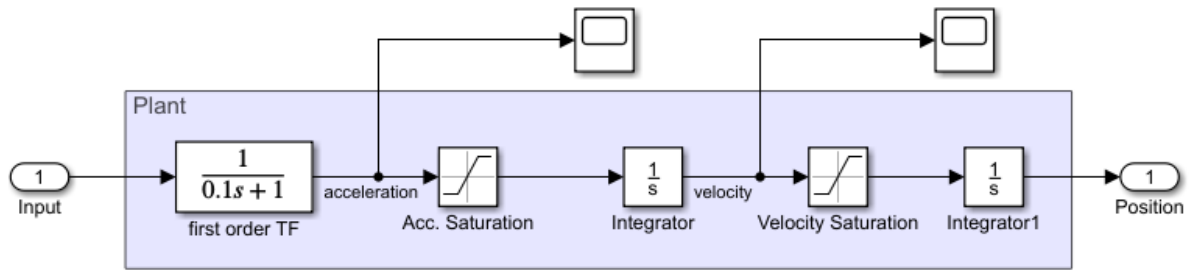 Plant
1
Input
1
0.1s + 1
first order TF
acceleration
Acc. Saturation
1
s
Integrator
velocity
Velocity Saturation
1
s
Integrator1
1
Position